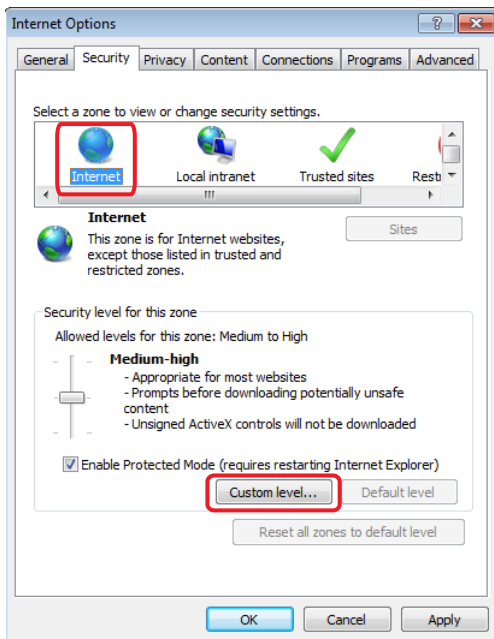 Internet Options
General Security Privacy Content Connections Programs Advanced
Select a zone to view or change security settings.
Internet Local intranet Trusted sites Restr
Internet
Sites
This zone is for Internet websites,
except those listed in trusted and
restricted zones.
Security level for this zone
Allowed levels for this zone: Medium to High
Medium-high
- Appropriate for most websites
- Prompts before downloading potentially unsafe
content
- Unsigned ActiveX controls will not be downloaded
Enable Protected Mode (requires restarting Internet Explorer)
Custom level... Default level
Reset all zones to default level
OK Cancel Apply